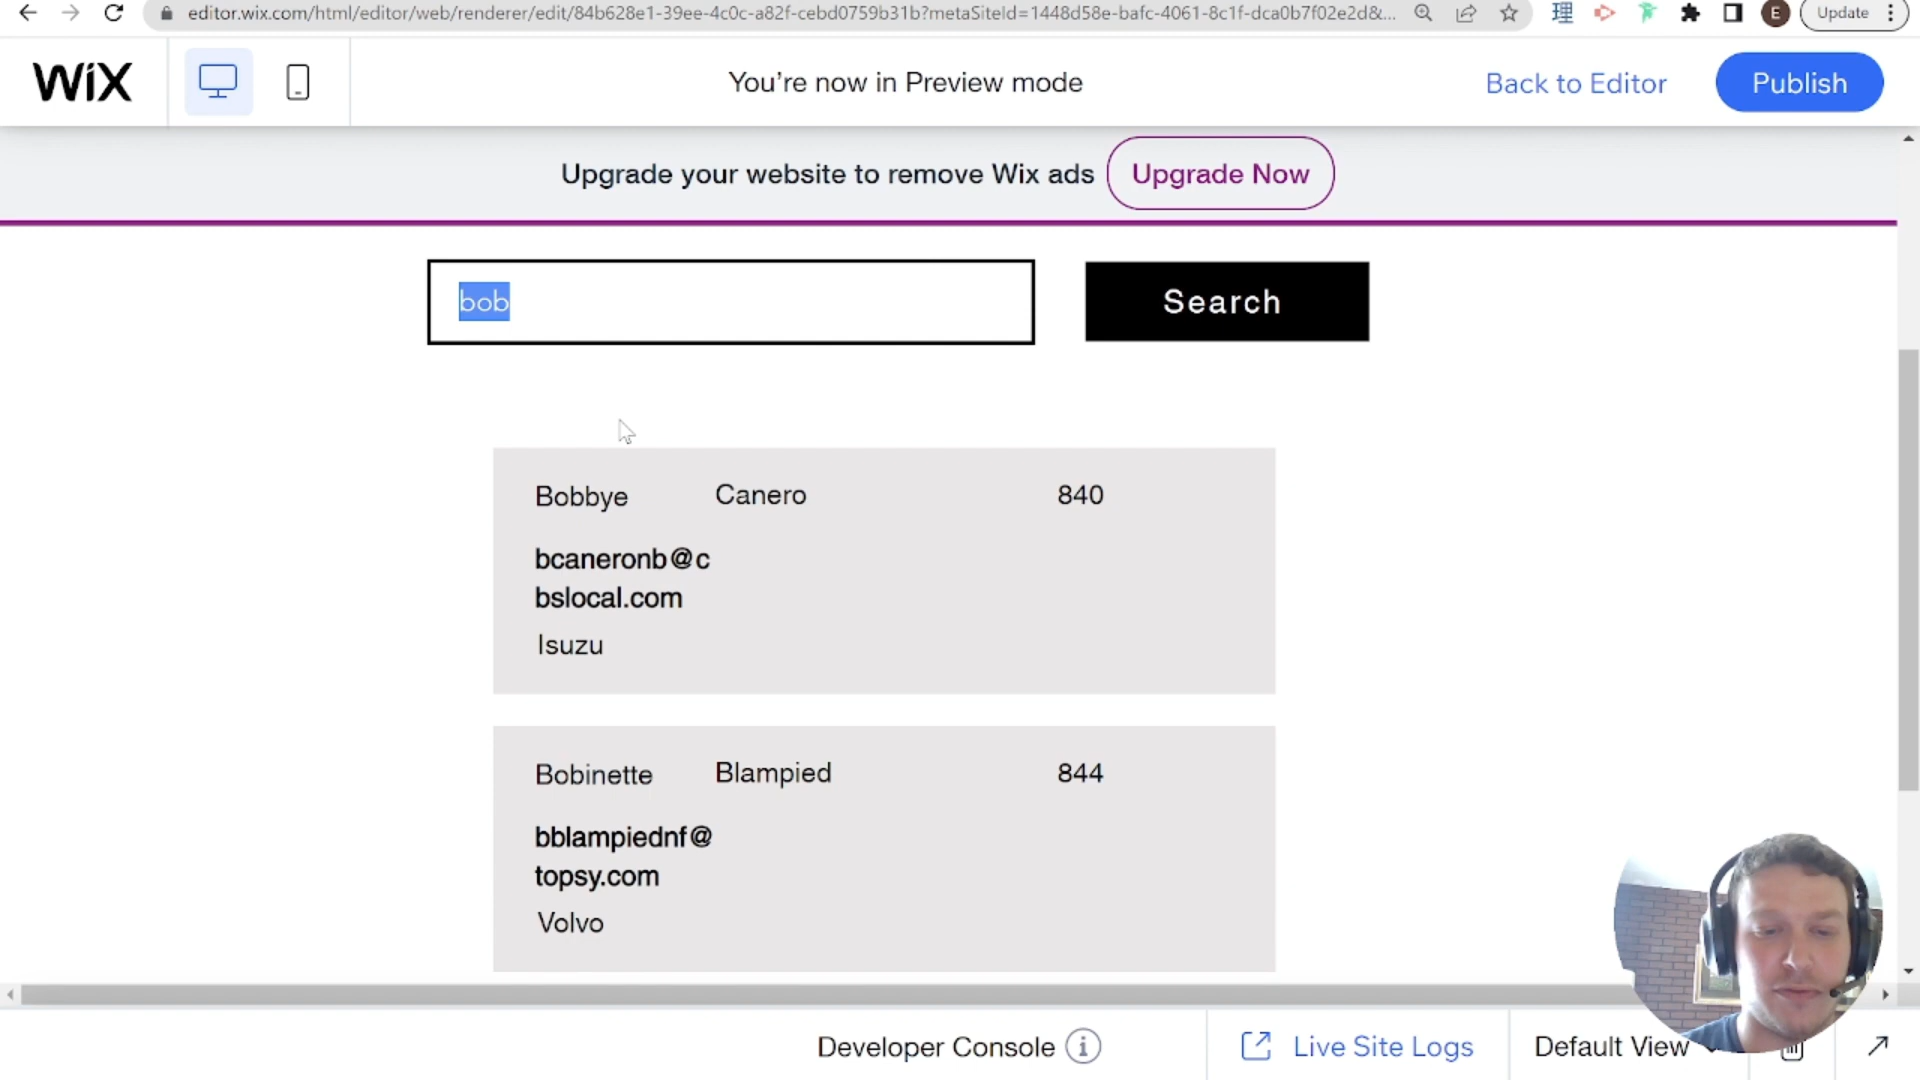 editor.wix.com/html/editor/web/renderer/edit/84b628e1-39ee-4c0c-a82f-cebd0759b31b?metaSiteId=1448d58e-bafc-4061-8c1f-dca0b7f02e2d&...
理
E
Update
WiX
You're now in Preview mode
Back to Editor
Publish
Upgrade your website to remove Wix ads
Upgrade Now
bob
Search
Bobbye Canero 840
bcaneronb@c
bslocal.com
Isuzu
Bobinette Blampied 844
bblampiednf@
topsy.com
Volvo
Developer Console
Live Site Logs
Default View